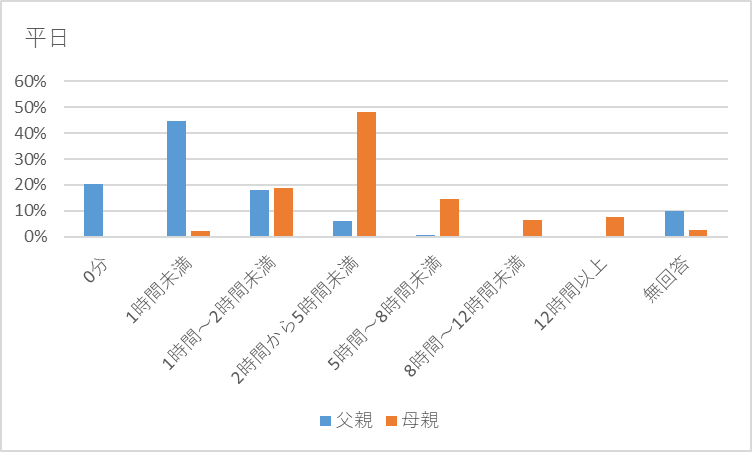 平日
60%
50%
40%
30%
20%
10%
0%
0分
1時間未満
1時間～2時間未満
2時間から5時間未満
5時間～8時間未満
8時間～12時間未満
12時間以上
無回答
父親 母親